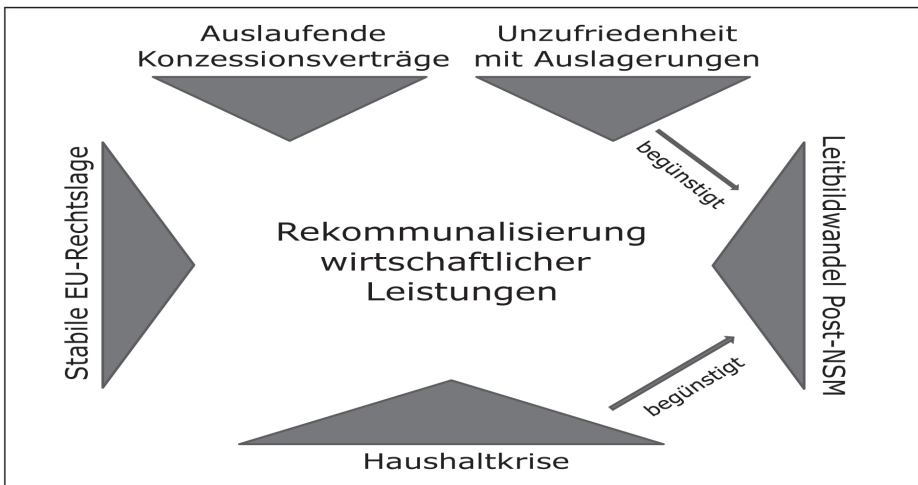 Auslaufende
Konzessionsverträge
Unzufriedenheit
mit Auslagerungen
begünstigt
Stabile EU-Rechtslage
Leitbildwandel Post-NSM
Rekommunalisierung
wirtschaftlicher
Leistungen
begünstigt
Haushaltkrise